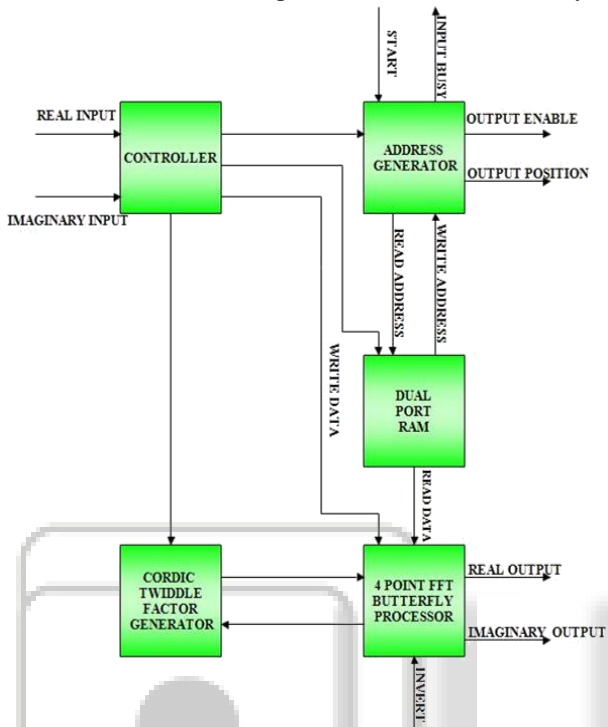 START
INPUT BUSY
REAL INPUT
IMAGINARY INPUT
CONTROLLER
ADDRESS
GENERATOR
OUTPUT ENABLE
OUTPUT POSITION
READ ADDRESS
WRITE ADDRESS
WRITE DATA
DUAL
PORT
RAM
READ DATA
CORDIC
TWIDDLE
FACTOR
GENERATOR
4 POINT FFT
BUTTERFLY
PROCESSOR
REAL OUTPUT
IMAGINARY OUTPUT
INVERT